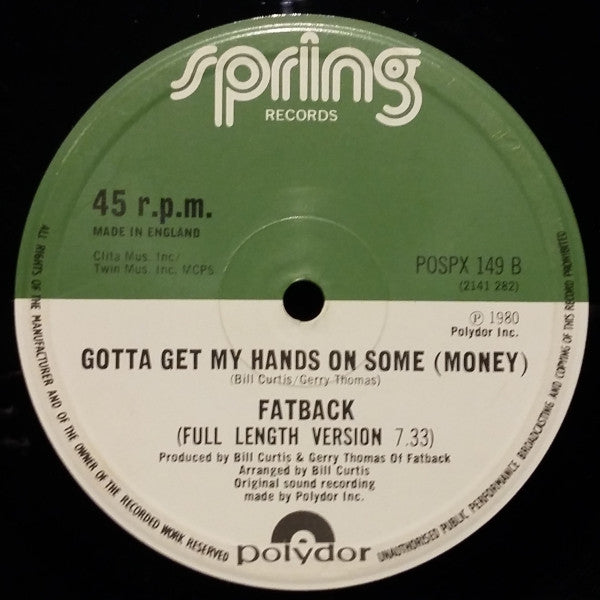 spring
RECORDS
45 r.p.m.
MADE IN ENGLAND
Clita Mus. Inc/
Twin Mus. Inc. MCPS
POSPX 149 B
(2141 282)
℗ 1980
Polydor Inc.
GOTTA GET MY HANDS ON SOME (MONEY)
(Bill Curtis/Gerry Thomas)
FATBACK
(FULL LENGTH VERSION 7.33)
Produced by Bill Curtis & Gerry Thomas Of Fatback
Arranged by Bill Curtis
Original sound recording
made by Polydor Inc.
polydor
ALL RIGHTS OF THE MANUFACTURER AND OF THE OWNER OF THE RECORDED WORK RESERVED
UNAUTHORISED PUBLIC PERFORMANCE BROADCASTING AND COPYING OF THIS RECORD PROHIBITED